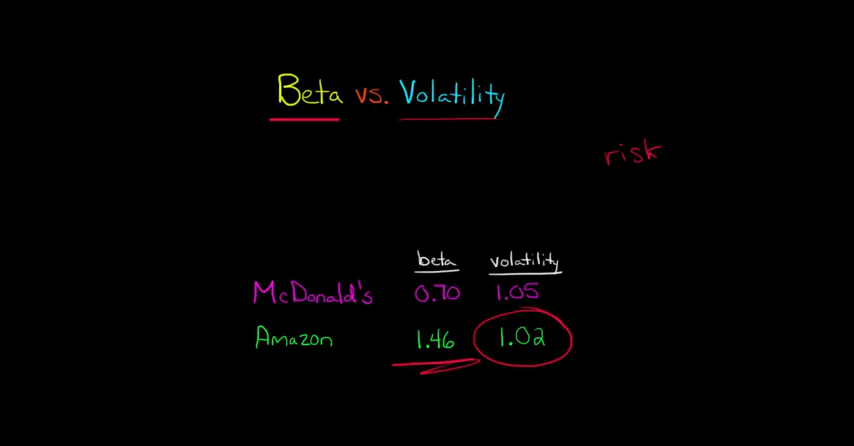 Beta vs. Volatility
risk
beta volatility
McDonald's 0.70 1.05
Amazon 1.46 1.02